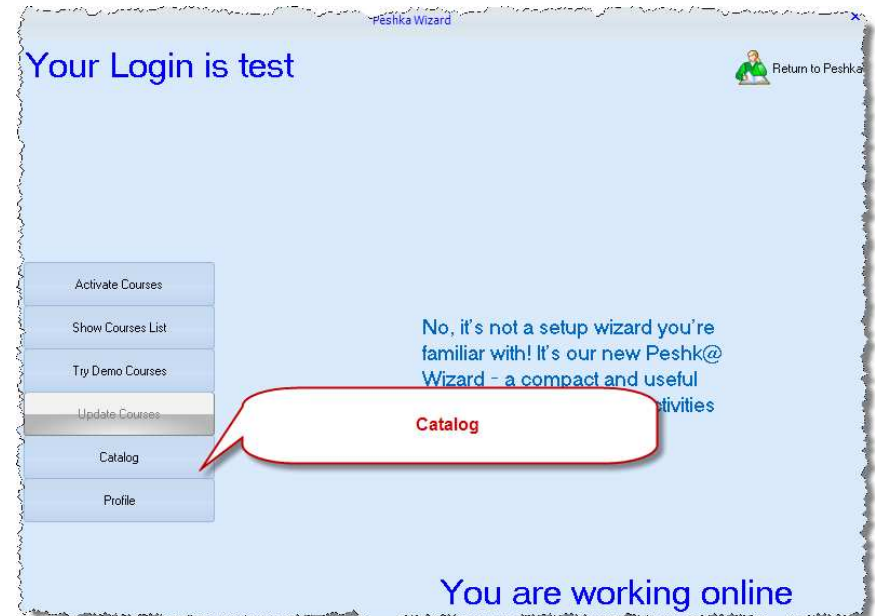 Peshka Wizard
Your Login is test
Return to Peshka
Activate Courses
Show Courses List
Try Demo Courses
Update Courses
Catalog
Profile
No, it's not a setup wizard you're
familiar with! It's our new Peshk@
Wizard - a compact and useful
Catalog
You are working online